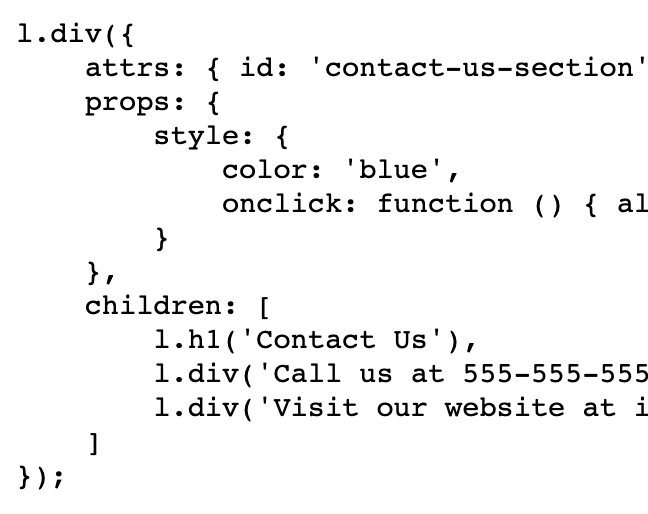 l.div({
    attrs: { id: 'contact-us-section'
    props: {
        style: {
            color: 'blue',
            onclick: function () { al
        }
    },
    children: [
        l.h1('Contact Us'),
        l.div('Call us at 555-555-555
        l.div('Visit our website at i
    ]
});